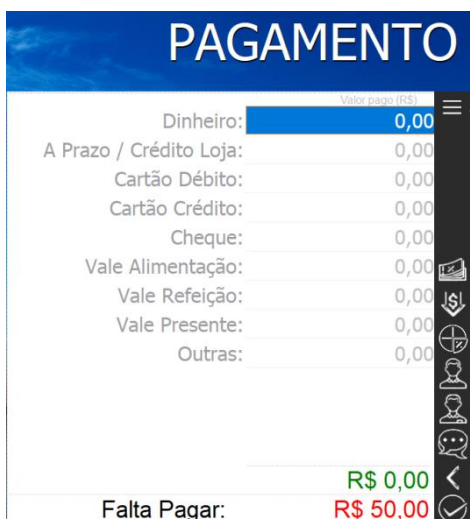 PAGAMENTO
Valor pago (R$)
Dinheiro: 0,00
A Prazo / Crédito Loja: 0,00
Cartão Débito: 0,00
Cartão Crédito: 0,00
Cheque: 0,00
Vale Alimentação: 0,00
Vale Refeição: 0,00
Vale Presente: 0,00
Outras: 0,00
R$ 0,00
Falta Pagar: R$ 50,00